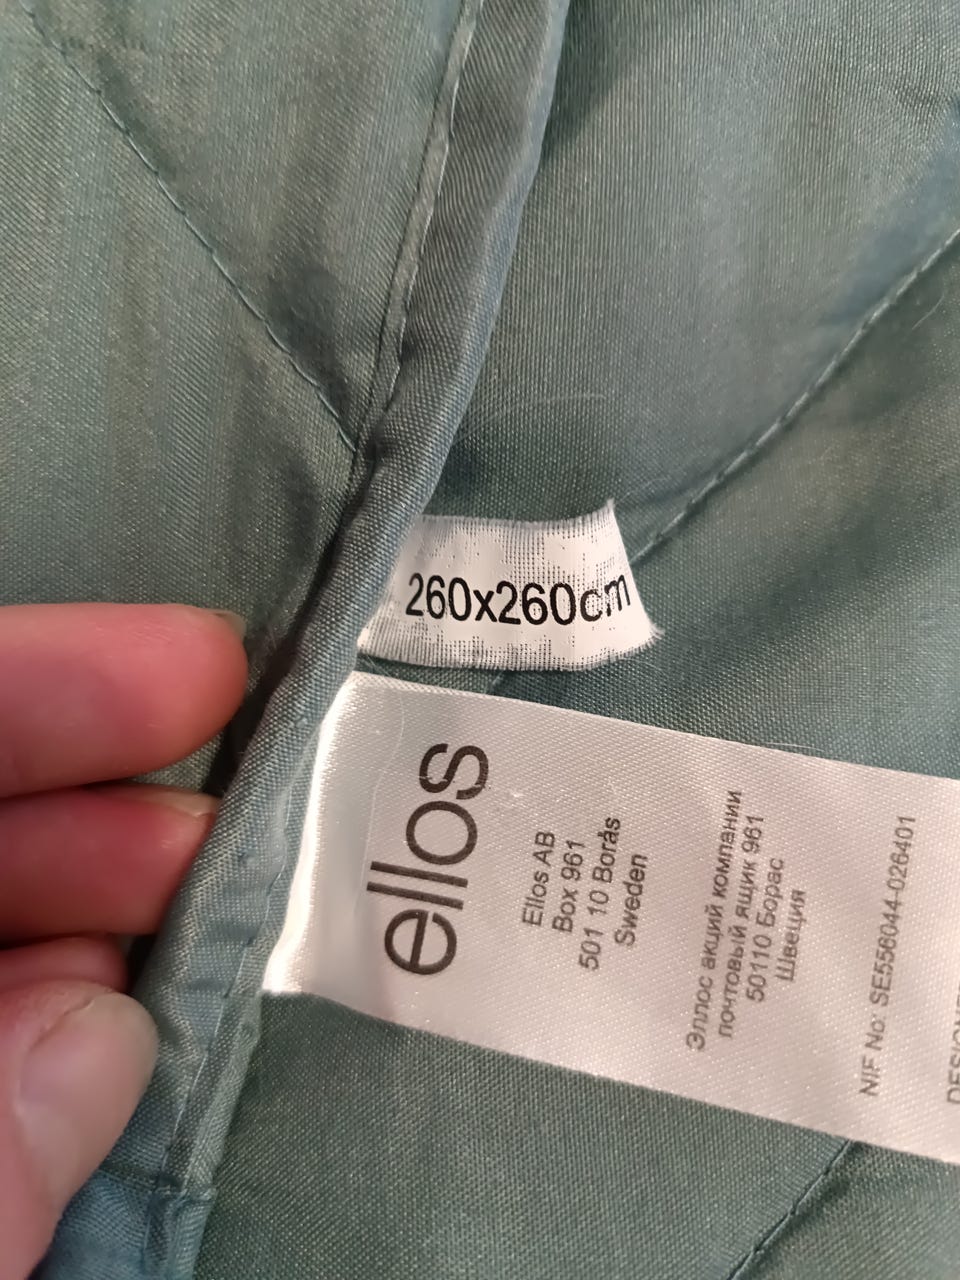 260x260cm
ellos
Ellos AB
Box 961
501 10 Borås
Sweden
Эллос акций компании
почтовый ящик 961
50110 Борас
Швеция
NIF No: SE556044-026401